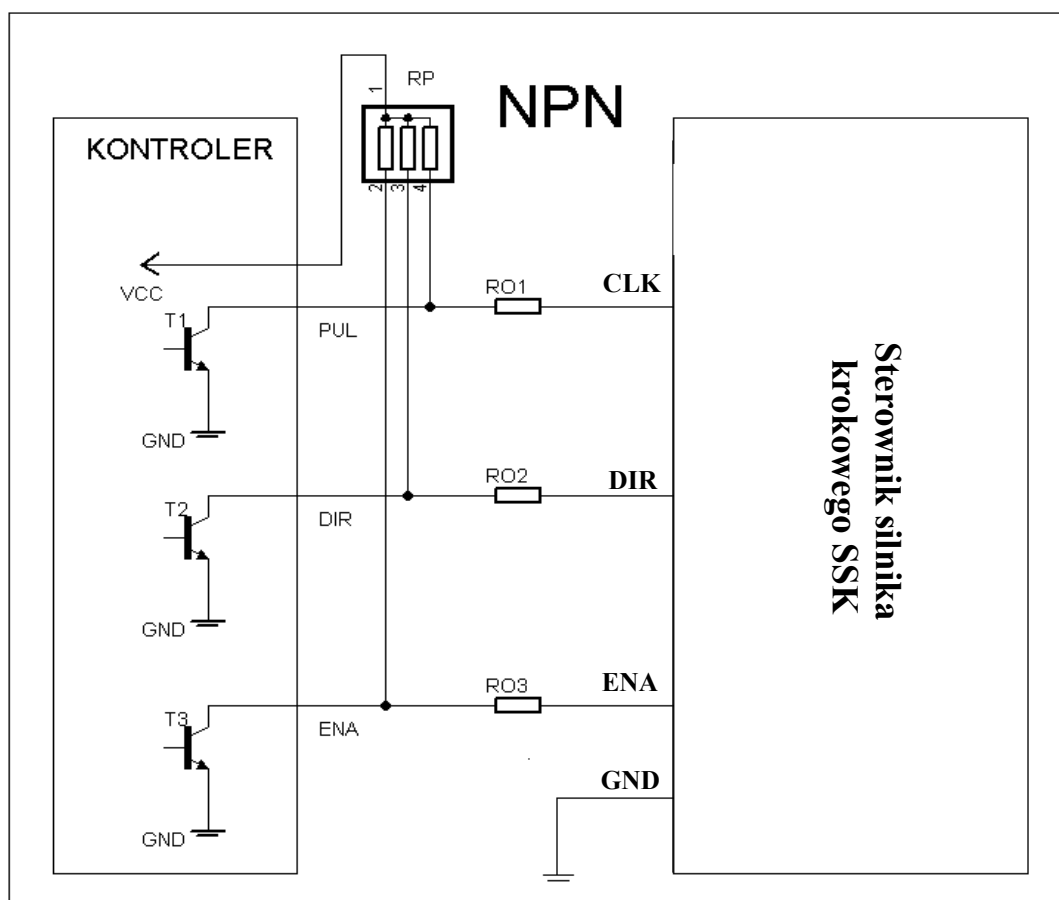 NPN
RP
1
2
3
4
KONTROLER
VCC
T1
PUL
GND
RO1
CLK
T2
DIR
GND
RO2
DIR
T3
ENA
GND
RO3
ENA
GND
Sterownik silnika
krokowego SSK